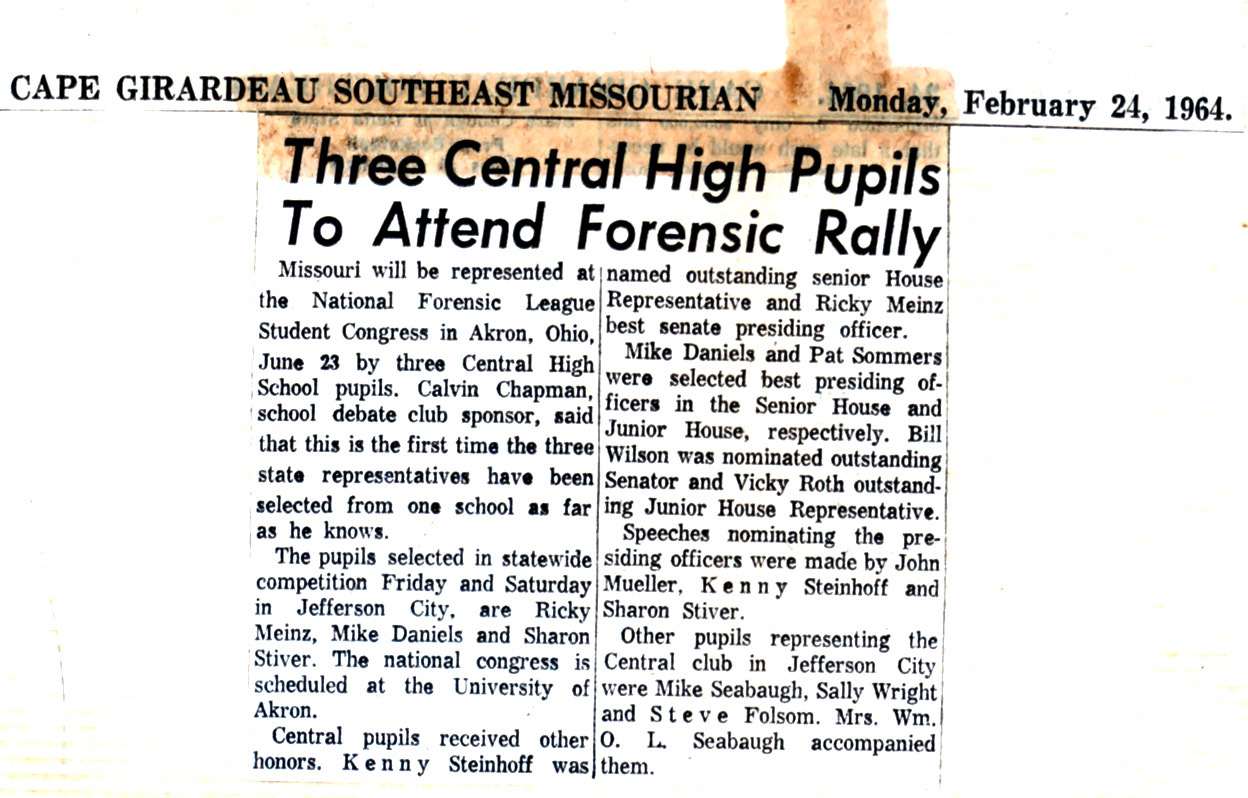 CAPE GIRARDEAU SOUTHEAST MISSOURIAN Monday, February 24, 1964.
Three Central High Pupils
To Attend Forensic Rally
Missouri will be represented at
the National Forensic League
Student Congress in Akron, Ohio,
June 23 by three Central High
School pupils. Calvin Chapman,
school debate club sponsor, said
that this is the first time the three
state representatives have been
selected from one school as far
as he knows.
The pupils selected in statewide
competition Friday and Saturday
in Jefferson City, are Ricky
Meinz, Mike Daniels and Sharon
Stiver. The national congress is
scheduled at the University of
Akron.
Central pupils received other
honors. Kenny Steinhoff was
named outstanding senior House
Representative and Ricky Meinz
best senate presiding officer.
Mike Daniels and Pat Sommers
were selected best presiding of-
ficers in the Senior House and
Junior House, respectively. Bill
Wilson was nominated outstanding
Senator and Vicky Roth outstand-
ing Junior House Representative.
Speeches nominating the pre-
siding officers were made by John
Mueller, Kenny Steinhoff and
Sharon Stiver.
Other pupils representing the
Central club in Jefferson City
were Mike Seabaugh, Sally Wright
and Steve Folsom. Mrs. Wm.
O. L. Seabaugh accompanied
them.